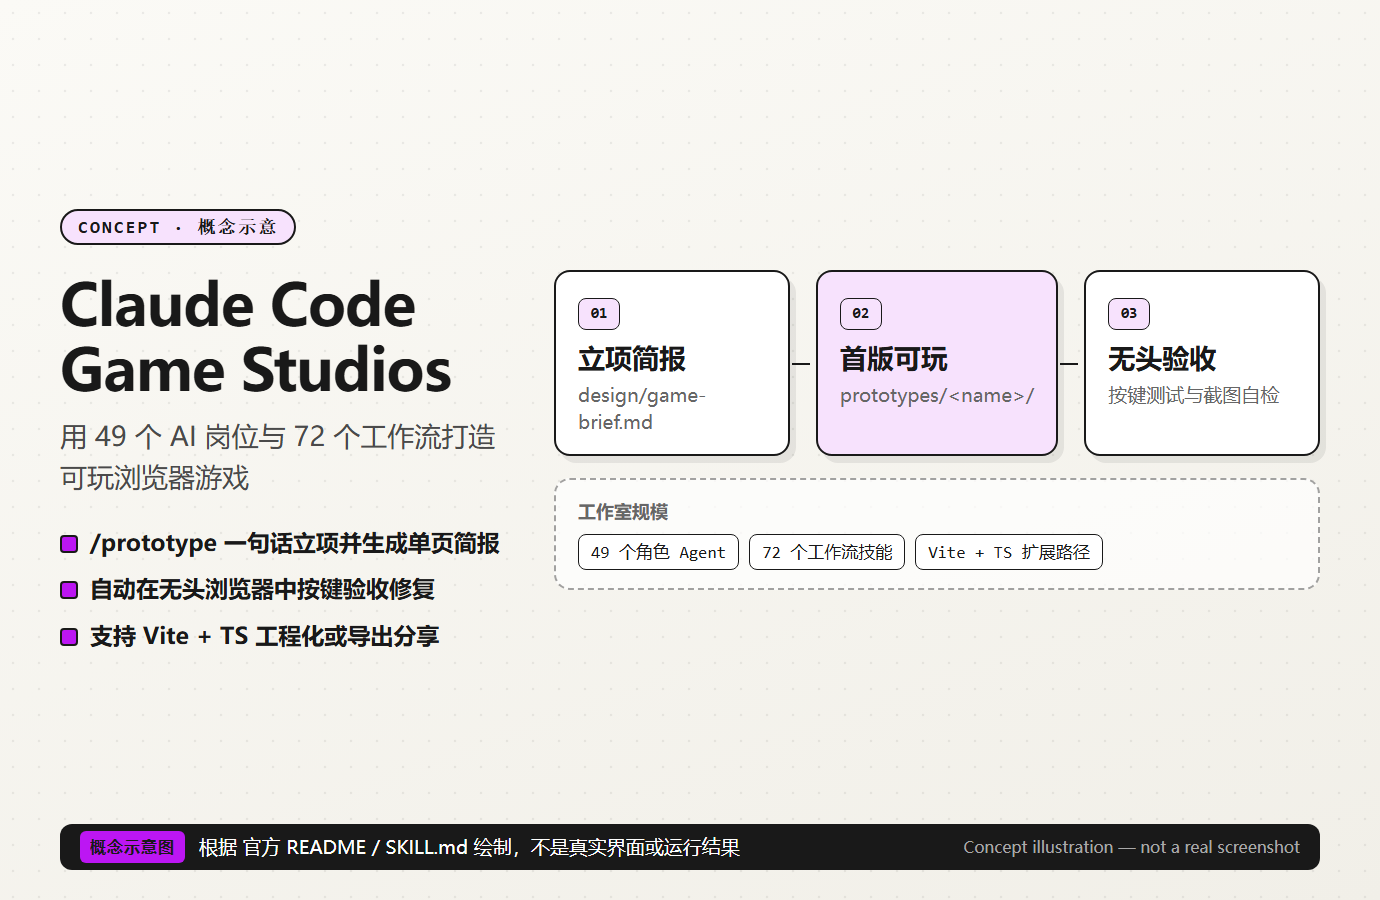 CONCEPT · 概念示意
Claude Code
Game Studios
用 49 个 AI 岗位与 72 个工作流打造
可玩浏览器游戏
/prototype 一句话立项并生成单页简报
自动在无头浏览器中按键验收修复
支持 Vite + TS 工程化或导出分享
01
立项简报
design/game-
brief.md
02
首版可玩
prototypes/<name>/
03
无头验收
按键测试与截图自检
工作室规模
49 个角色 Agent
72 个工作流技能
Vite + TS 扩展路径
概念示意图
根据 官方 README / SKILL.md 绘制，不是真实界面或运行结果
Concept illustration — not a real screenshot